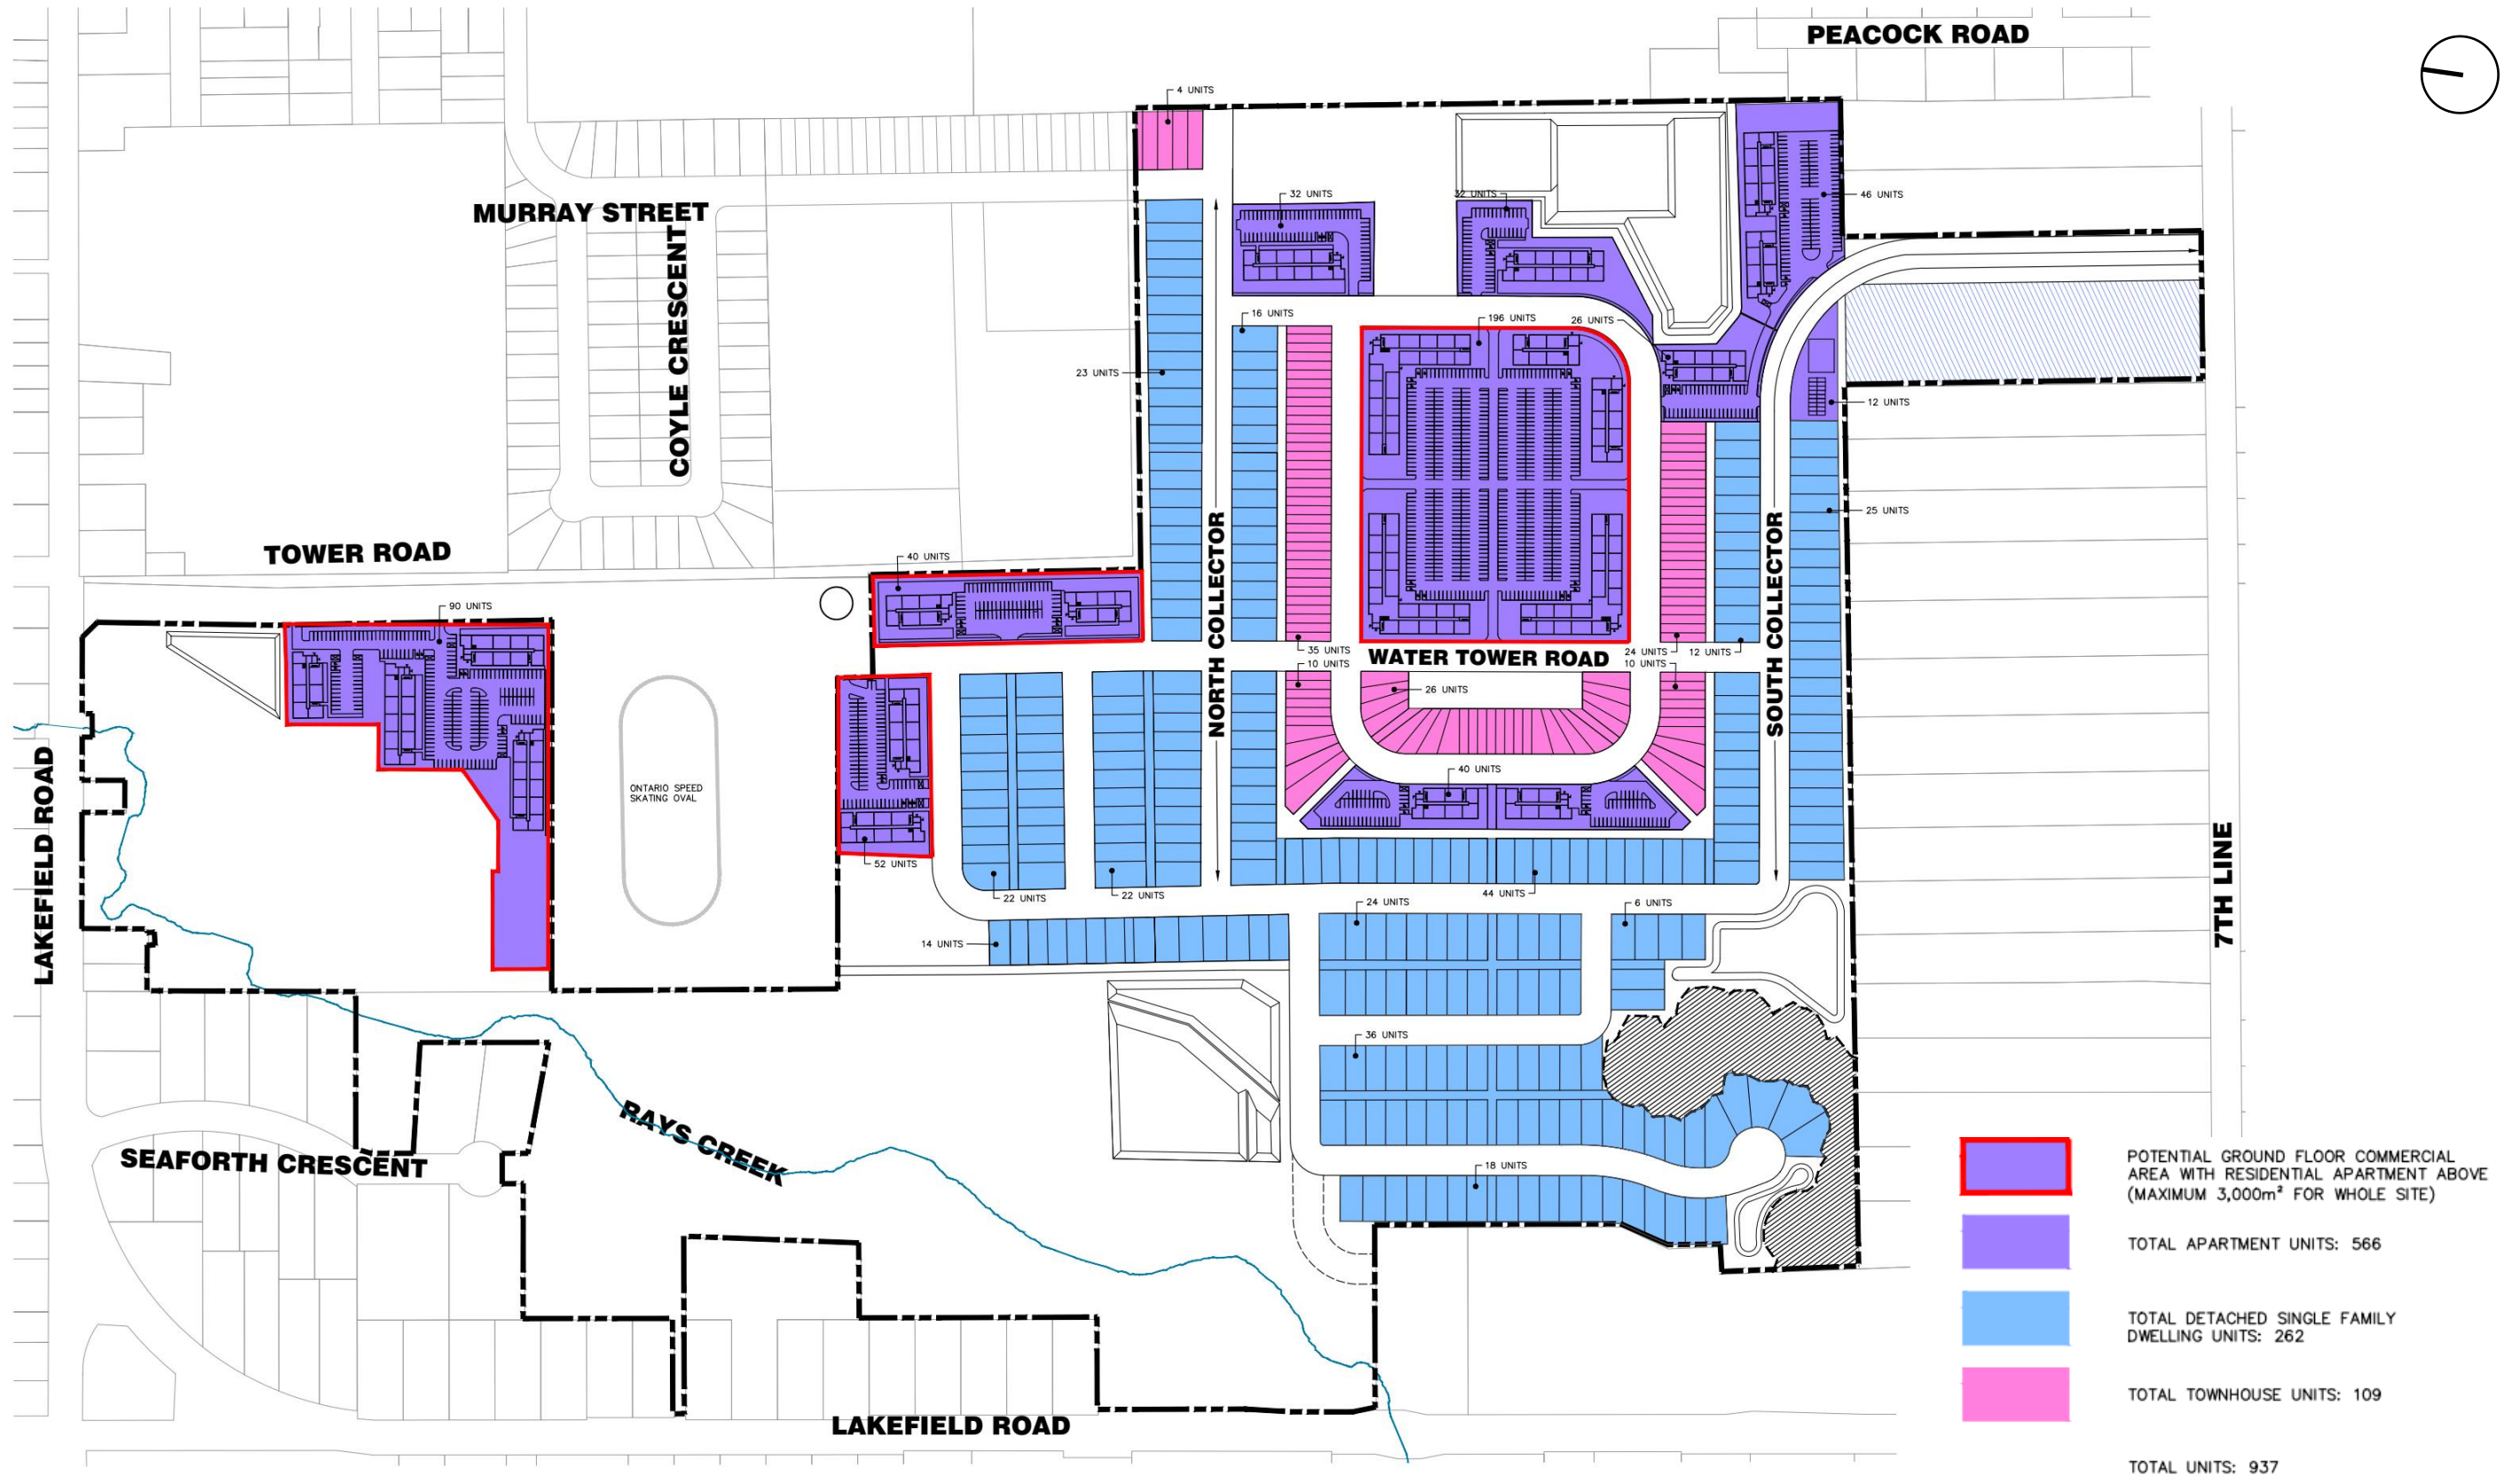 PEACOCK ROAD
4 UNITS
MURRAY STREET
COYLE CRESCENT
32 UNITS
32 UNITS
46 UNITS
16 UNITS
196 UNITS
26 UNITS
23 UNITS
12 UNITS
NORTH COLLECTOR
SOUTH COLLECTOR
25 UNITS
TOWER ROAD
40 UNITS
90 UNITS
35 UNITS
WATER TOWER ROAD
24 UNITS
12 UNITS
10 UNITS
10 UNITS
26 UNITS
LAKEFIELD ROAD
ONTARIO SPEED
SKATING OVAL
40 UNITS
52 UNITS
22 UNITS
22 UNITS
44 UNITS
7TH LINE
24 UNITS
6 UNITS
14 UNITS
36 UNITS
RAYS CREEK
SEAFORTH CRESCENT
18 UNITS
LAKEFIELD ROAD
POTENTIAL GROUND FLOOR COMMERCIAL
AREA WITH RESIDENTIAL APARTMENT ABOVE
(MAXIMUM 3,000m² FOR WHOLE SITE)
TOTAL APARTMENT UNITS: 566
TOTAL DETACHED SINGLE FAMILY
DWELLING UNITS: 262
TOTAL TOWNHOUSE UNITS: 109
TOTAL UNITS: 937